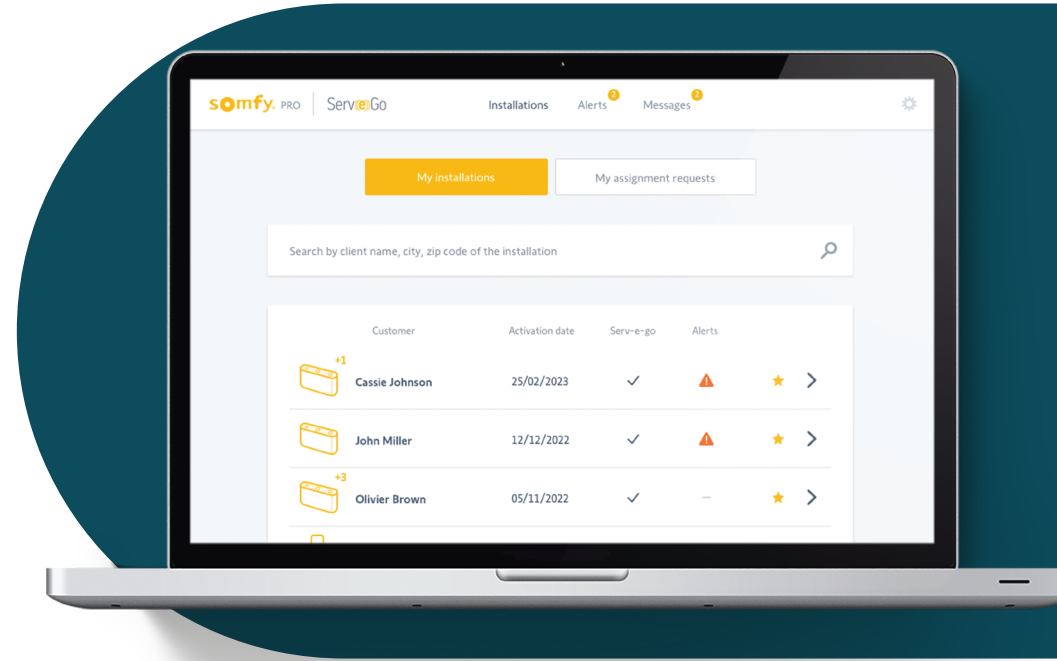 somfy. PRO Serv-e-Go
Installations Alerts 2 Messages 2
My installations My assignment requests
Search by client name, city, zip code of the installation
Customer Activation date Serv-e-go Alerts
+1
Cassie Johnson 25/02/2023
John Miller 12/12/2022
+3
Olivier Brown 05/11/2022